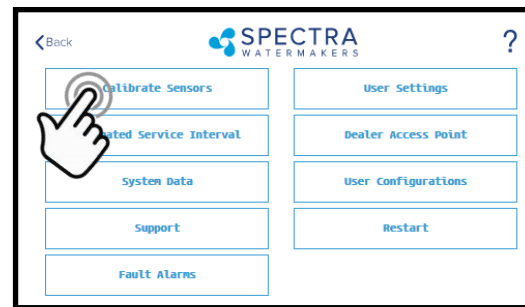 Back
SPECTRA
WATERMAKERS
?
Calibrate Sensors
User Settings
Service Interval
Dealer Access Point
System Data
User Configurations
Support
Restart
Fault Alarms